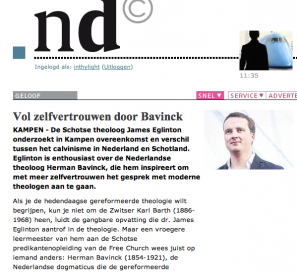 nd©
Ingelogd als: inthylight (Uitloggen)
11:35
GELOOF
SNEL ▼ SERVICE ▼ ADVERTE
Vol zelfvertrouwen door Bavinck
KAMPEN - De Schotse theoloog James Eglinton
onderzoekt in Kampen overeenkomst en verschil
tussen het calvinisme in Nederland en Schotland.
Eglinton is enthousiast over de Nederlandse
theoloog Herman Bavinck, die hem inspireert om
met meer zelfvertrouwen het gesprek met moderne
theologen aan te gaan.
Als je de hedendaagse gereformeerde theologie wilt
begrijpen, kun je niet om de Zwitser Karl Barth (1886-
1968) heen, luidt de gangbare opvatting die dr. James
Eglinton aantrof in de theologie. Maar een vroegere
leermeester van hem aan de Schotse
predikantenopleiding van de Free Church wees juist op
iemand anders: Herman Bavinck (1854-1921), de
Nederlandse dogmaticus die de gereformeerde